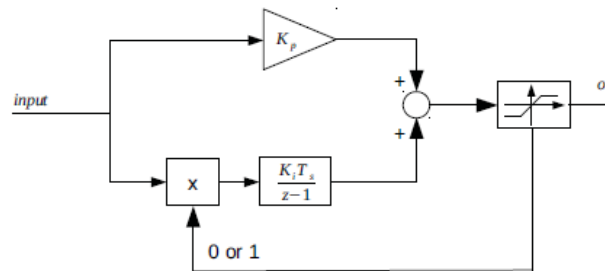 K_p
input
+
o
+
x
K_i T_s
z-1
0 or 1